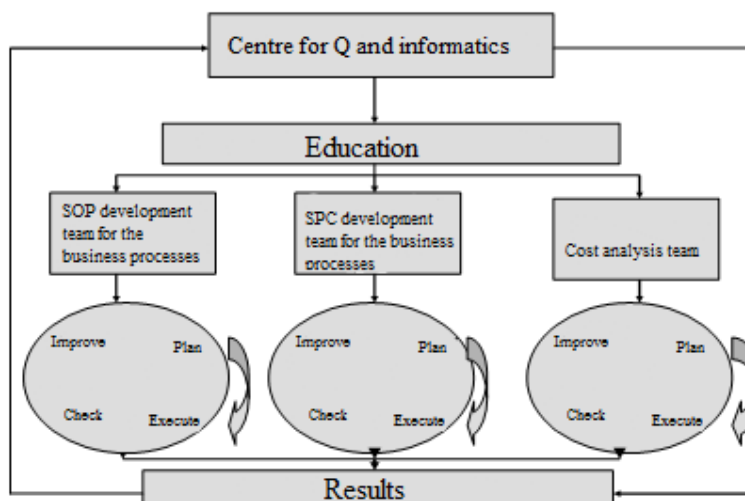 Centre for Q and informatics
Education
SOP development
team for the
business processes
SPC development
team for the business
processes
Cost analysis team
Improve
Plan
Check
Execute
Improve
Plan
Check
Execute
Improve
Plan
Check
Execute
Results